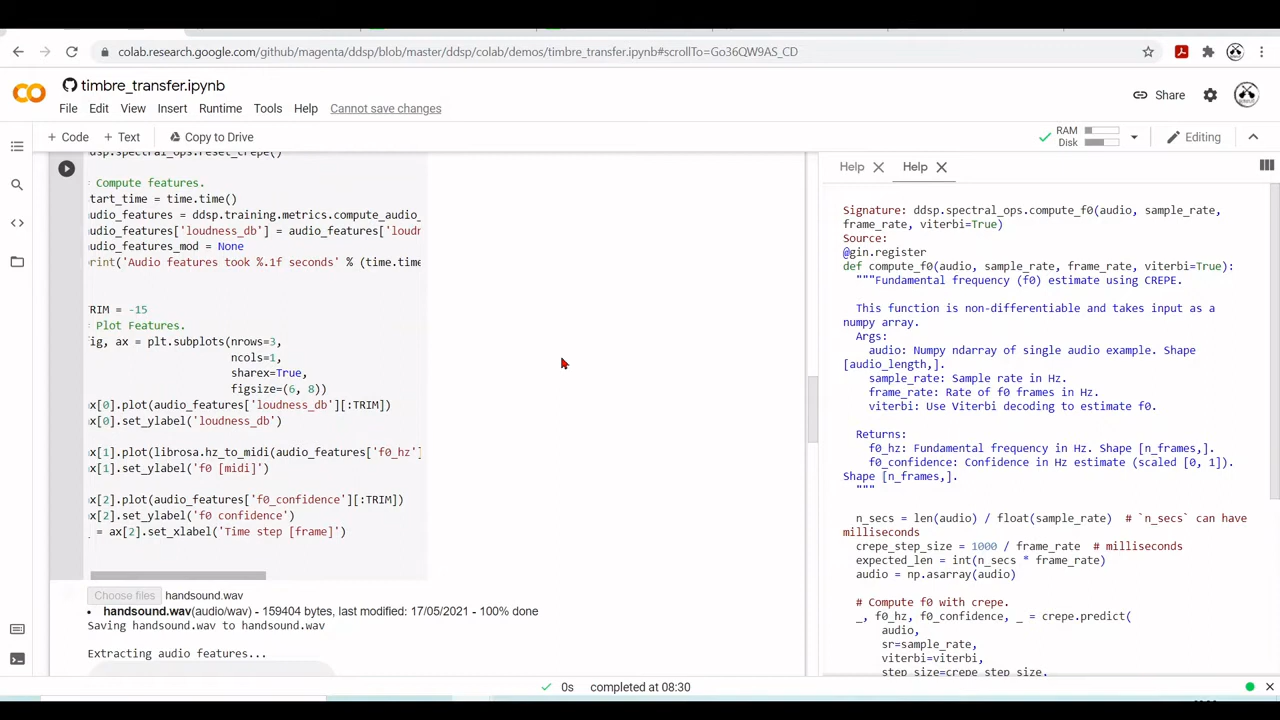 colab.research.google.com/github/magenta/ddsp/blob/master/ddsp/colab/demos/timbre_transfer.ipynb#scrollTo=Go36QW9AS_CD
timbre_transfer.ipynb
Share
File Edit View Insert Runtime Tools Help Cannot save changes
+ Code + Text Copy to Drive
RAM
Disk
Editing
dsp.spectral_ops.reset_crepe()
Compute features.
tart_time = time.time()
udio_features = ddsp.training.metrics.compute_audio_
udio_features['loudness_db'] = audio_features['loudn
udio_features_mod = None
rint('Audio features took %.1f seconds' % (time.time
RIM = -15
Plot Features.
ig, ax = plt.subplots(nrows=3,
ncols=1,
sharex=True,
figsize=(6, 8))
x[0].plot(audio_features['loudness_db'][:TRIM])
x[0].set_ylabel('loudness_db')
x[1].plot(librosa.hz_to_midi(audio_features['f0_hz']
x[1].set_ylabel('f0 [midi]')
x[2].plot(audio_features['f0_confidence'][:TRIM])
x[2].set_ylabel('f0 confidence')
_ = ax[2].set_xlabel('Time step [frame]')
Choose files handsound.wav
• handsound.wav(audio/wav) - 159404 bytes, last modified: 17/05/2021 - 100% done
Saving handsound.wav to handsound.wav
Extracting audio features...
Help Help
Signature: ddsp.spectral_ops.compute_f0(audio, sample_rate,
frame_rate, viterbi=True)
Source:
@gin.register
def compute_f0(audio, sample_rate, frame_rate, viterbi=True):
"""Fundamental frequency (f0) estimate using CREPE.
This function is non-differentiable and takes input as a
numpy array.
Args:
audio: Numpy ndarray of single audio example. Shape
[audio_length,].
sample_rate: Sample rate in Hz.
frame_rate: Rate of f0 frames in Hz.
viterbi: Use Viterbi decoding to estimate f0.
Returns:
f0_hz: Fundamental frequency in Hz. Shape [n_frames,].
f0_confidence: Confidence in Hz estimate (scaled [0, 1]).
Shape [n_frames,].
"""
n_secs = len(audio) / float(sample_rate) # `n_secs` can have
milliseconds
crepe_step_size = 1000 / frame_rate # milliseconds
expected_len = int(n_secs * frame_rate)
audio = np.asarray(audio)
# Compute f0 with crepe.
_, f0_hz, f0_confidence, _ = crepe.predict(
audio,
sr=sample_rate,
viterbi=viterbi,
step_size=crepe_step_size,
0s completed at 08:30